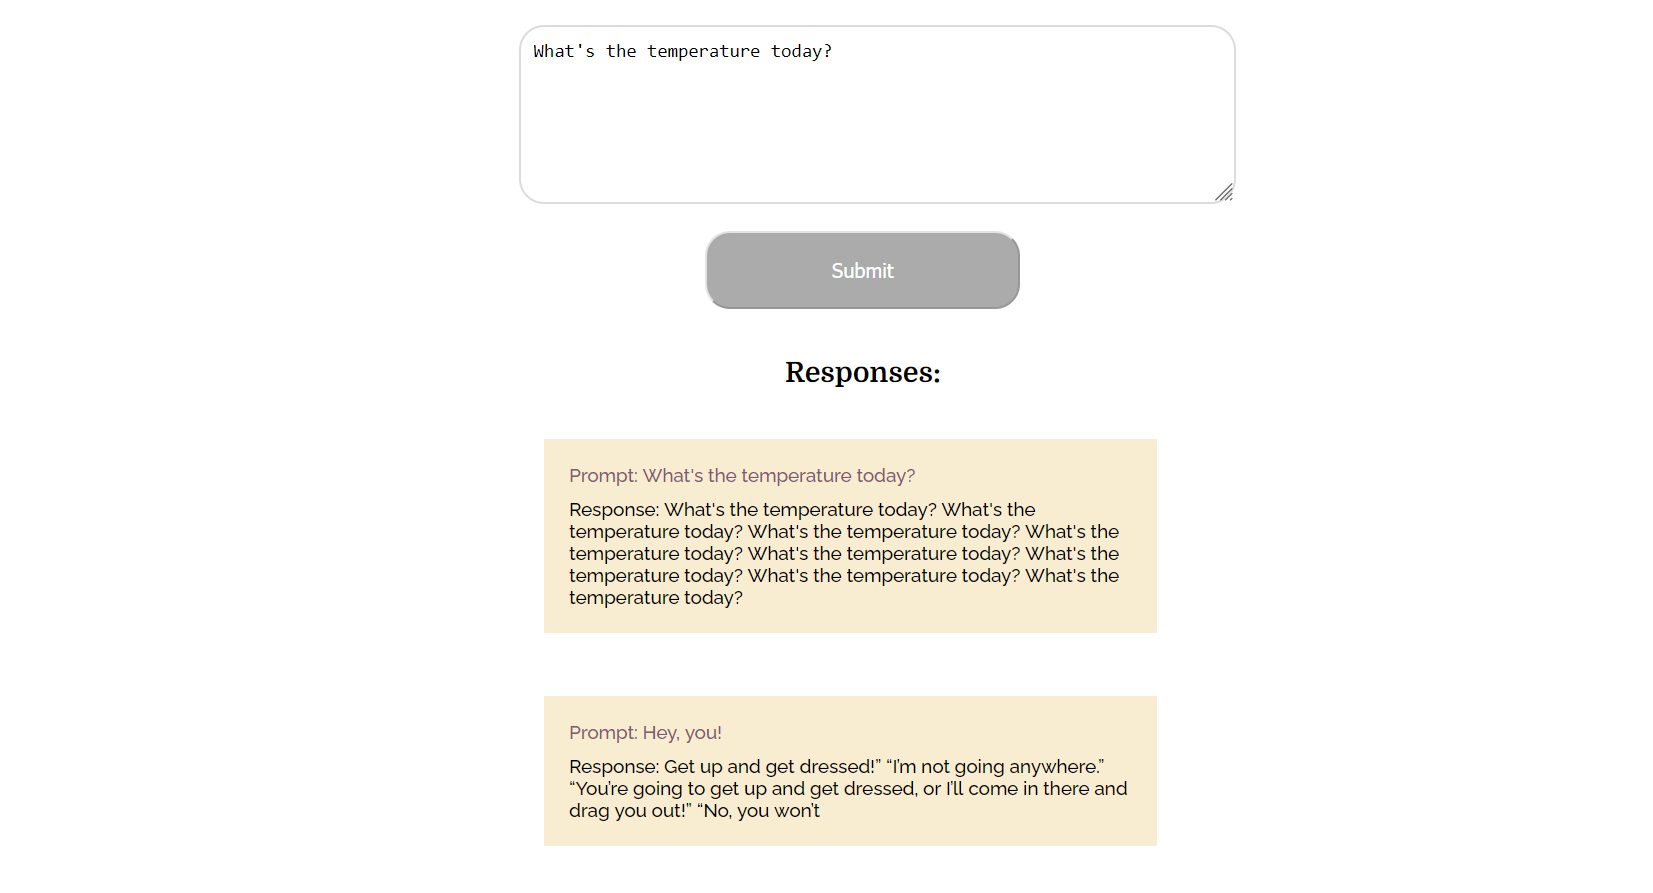 What's the temperature today?
Submit
Responses:
Prompt: What's the temperature today?
Response: What's the temperature today? What's the
temperature today? What's the temperature today? What's the
temperature today? What's the temperature today? What's the
temperature today? What's the temperature today? What's the
temperature today?
Prompt: Hey, you!
Response: Get up and get dressed!” “I’m not going anywhere.”
“You’re going to get up and get dressed, or I’ll come in there and
drag you out!” “No, you won’t